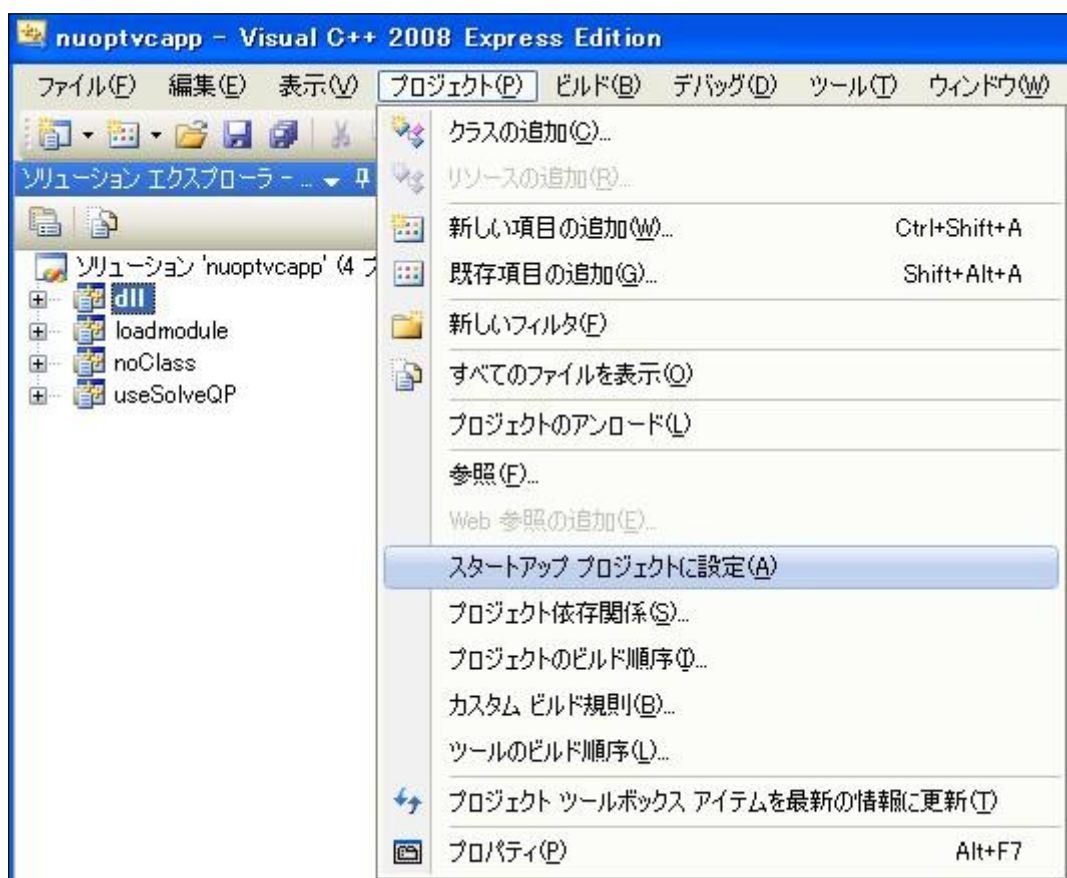 nuoptvcapp - Visual C++ 2008 Express Edition
ファイル(F) 編集(E) 表示(V) プロジェクト(P) ビルド(B) デバッグ(D) ツール(T) ウィンドウ(W)
ソリューション エクスプローラ - ...
ソリューション 'nuoptvcapp' (4 プ
dll
loadmodule
noClass
useSolveQP
クラスの追加(C)...
リソースの追加(R)...
新しい項目の追加(W)... Ctrl+Shift+A
既存項目の追加(G)... Shift+Alt+A
新しいフィルタ(F)
すべてのファイルを表示(O)
プロジェクトのアンロード(L)
参照(F)...
Web 参照の追加(E)...
スタートアップ プロジェクトに設定(A)
プロジェクト依存関係(S)...
プロジェクトのビルド順序(I)...
カスタム ビルド規則(B)...
ツールのビルド順序(L)...
プロジェクト ツールボックス アイテムを最新の情報に更新(T)
プロパティ(P) Alt+F7